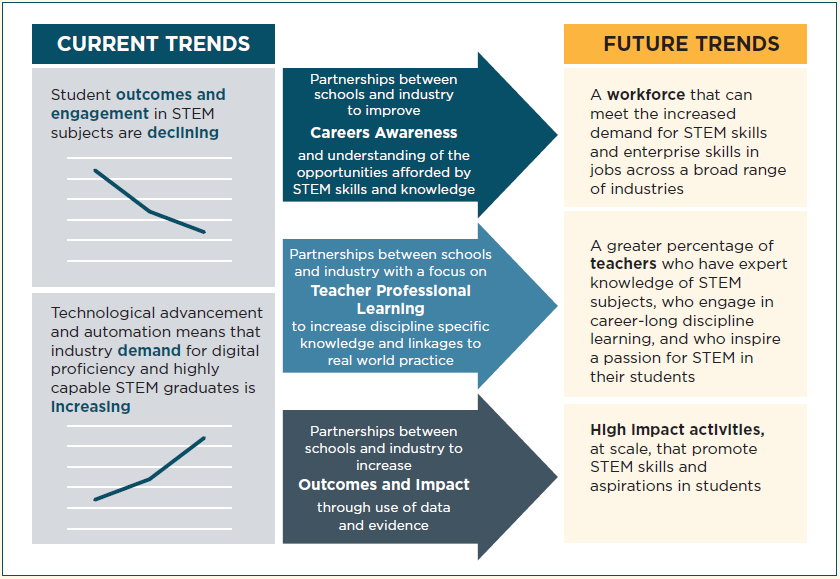 CURRENT TRENDS
Student outcomes and
engagement in STEM
subjects are declining
Technological advancement
and automation means that
industry demand for digital
proficiency and highly
capable STEM graduates is
increasing
Partnerships between
schools and industry
to improve
Careers Awareness
and understanding of the
opportunities afforded by
STEM skills and knowledge
Partnerships between schools
and industry with a focus on
Teacher Professional
Learning
to increase discipline specific
knowledge and linkages to
real world practice
Partnerships between
schools and industry to
increase
Outcomes and Impact
through use of data
and evidence
FUTURE TRENDS
A workforce that can
meet the increased
demand for STEM skills
and enterprise skills in
jobs across a broad range
of industries
A greater percentage of
teachers who have expert
knowledge of STEM
subjects, who engage in
career-long discipline
learning, and who inspire
a passion for STEM in
their students
High impact activities,
at scale, that promote
STEM skills and
aspirations in students